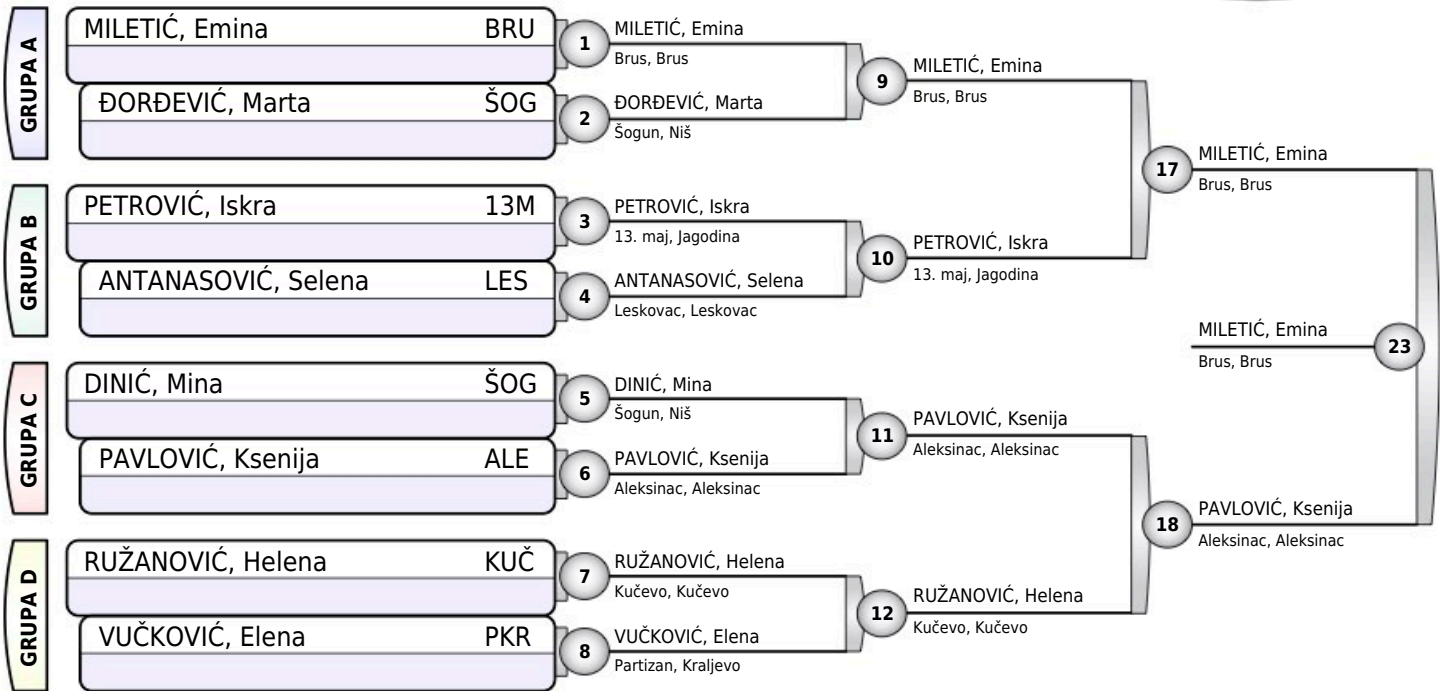 GRUPA A
MILETIĆ, Emina BRU
ĐORĐEVIĆ, Marta ŠOG
1
MILETIĆ, Emina
Brus, Brus
2
ĐORĐEVIĆ, Marta
Šogun, Niš
9
MILETIĆ, Emina
Brus, Brus
GRUPA B
PETROVIĆ, Iskra 13M
ANTANASOVIĆ, Selena LES
3
PETROVIĆ, Iskra
13. maj, Jagodina
4
ANTANASOVIĆ, Selena
Leskovac, Leskovac
10
PETROVIĆ, Iskra
13. maj, Jagodina
17
MILETIĆ, Emina
Brus, Brus
GRUPA C
DINIĆ, Mina ŠOG
PAVLOVIĆ, Ksenija ALE
5
DINIĆ, Mina
Šogun, Niš
6
PAVLOVIĆ, Ksenija
Aleksinac, Aleksinac
11
PAVLOVIĆ, Ksenija
Aleksinac, Aleksinac
GRUPA D
RUŽANOVIĆ, Helena KUČ
VUČKOVIĆ, Elena PKR
7
RUŽANOVIĆ, Helena
Kučevo, Kučevo
8
VUČKOVIĆ, Elena
Partizan, Kraljevo
12
RUŽANOVIĆ, Helena
Kučevo, Kučevo
18
PAVLOVIĆ, Ksenija
Aleksinac, Aleksinac
MILETIĆ, Emina
Brus, Brus
23